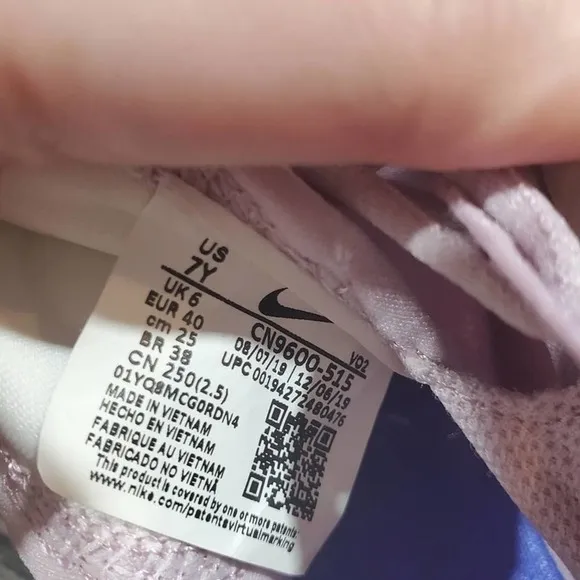 US
7Y
UK 6
EUR 40
cm 25
BR 38
CN 250(2.5)
01YQ8MCG0RDN4
MADE IN VIETNAM
HECHO EN VIETNAM
FABRIQUE AU VIETNAM
FABRICADO NO VIETNÃ
This product is covered by one or more patents:
www.nike.com/patentsvirtualmarking
CN9600-515
V02
08/07/19 | 12/06/19
UPC 00194272480476